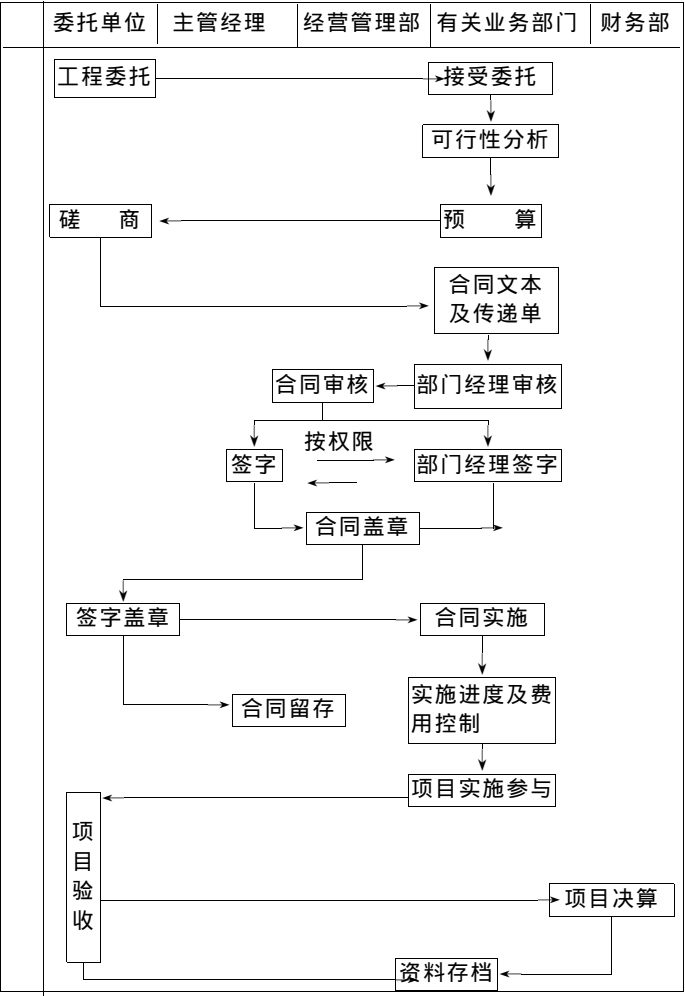 委托单位 主管经理 经营管理部 有关业务部门 财务部
工程委托 接受委托
可行性分析
磋 商 预 算
合同文本
及传递单
合同审核 部门经理审核
按权限
签字 部门经理签字
合同盖章
签字盖章 合同实施
实施进度及费
用控制
合同留存
项目实施参与
项
目
验
收
项目决算
资料存档